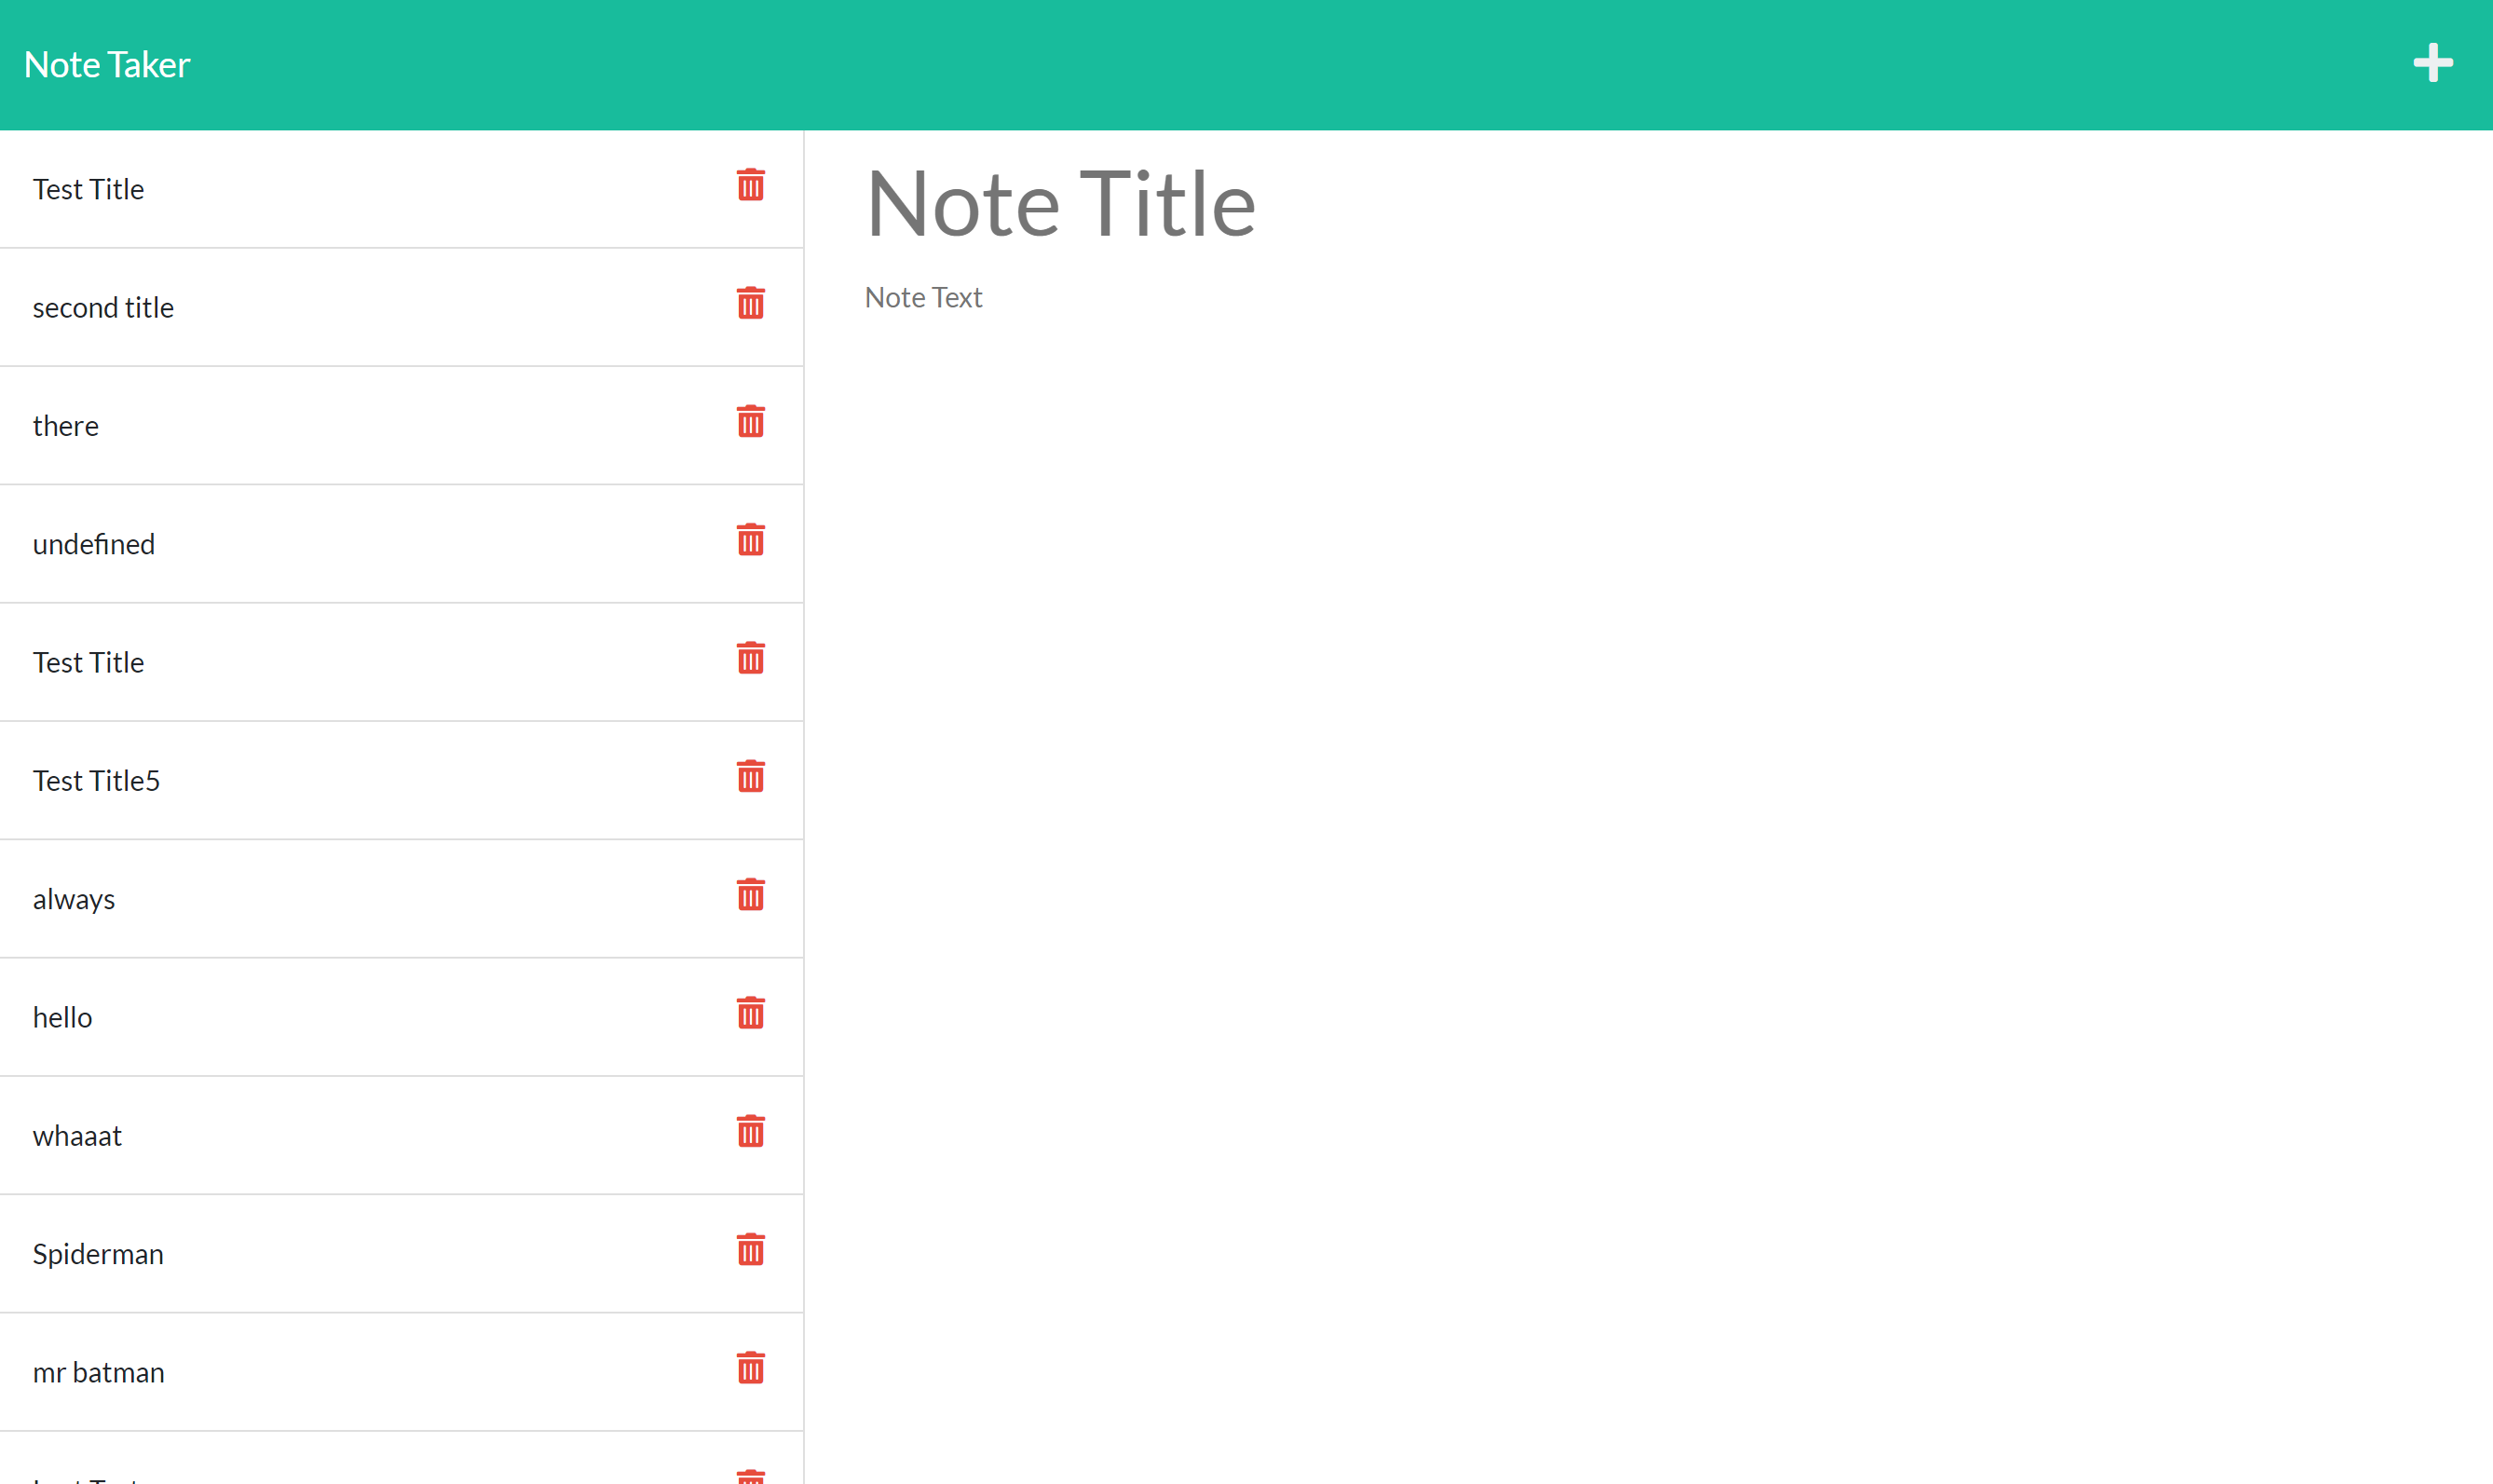 Note Taker
Test Title
second title
there
undefined
Test Title
Test Title5
always
hello
whaaat
Spiderman
mr batman
Note Title
Note Text